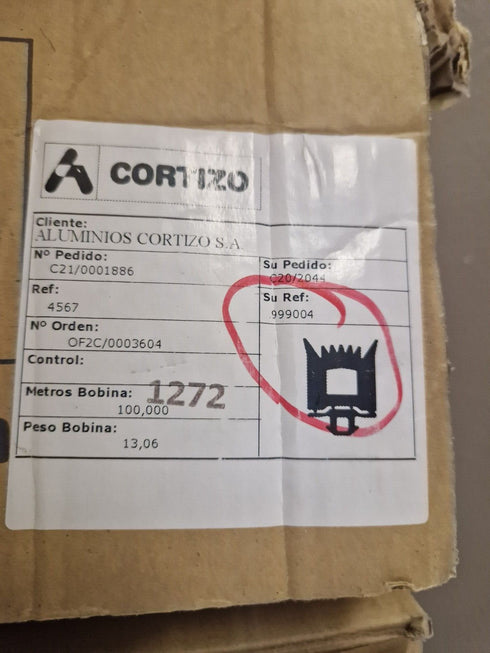 CORTIZO
Cliente:
ALUMINIOS CORTIZO S.A.
Nº Pedido:
C21/0001886
Su Pedido:
C20/2044
Ref:
4567
Su Ref:
999004
Nº Orden:
OF2C/0003604
Control:
1272
Metros Bobina:
100,000
Peso Bobina:
13,06